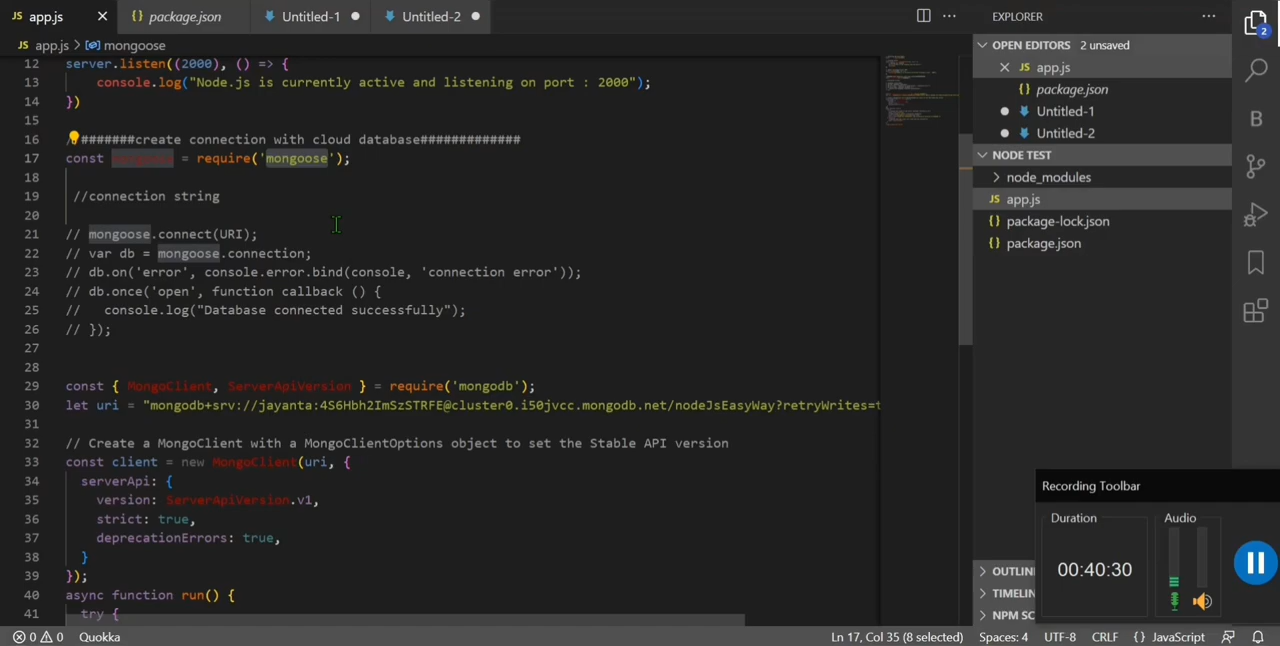 JS app.js × {} package.json Untitled-1 ● Untitled-2 ● ··· EXPLORER ···
JS app.js > mongoose
OPEN EDITORS 2 unsaved
× JS app.js
{} package.json
● Untitled-1
● Untitled-2
NODE TEST
> node_modules
JS app.js
{} package-lock.json
{} package.json
2
B
12 server.listen((2000), () => {
13 console.log("Node.js is currently active and listening on port : 2000");
14 })
15
16 /#######create connection with cloud database#############
17 const mongoose = require('mongoose');
18
19 //connection string
20
21 // mongoose.connect(URI);
22 // var db = mongoose.connection;
23 // db.on('error', console.error.bind(console, 'connection error'));
24 // db.once('open', function callback () {
25 // console.log("Database connected successfully");
26 // });
27
28
29 const { MongoClient, ServerApiVersion } = require('mongodb');
30 let uri = "mongodb+srv://jayanta:4S6Hbh2ImSzSTRFE@cluster0.i50jvcc.mongodb.net/nodeJsEasyWay?retryWrites=t
31
32 // Create a MongoClient with a MongoClientOptions object to set the Stable API version
33 const client = new MongoClient(uri, {
34 serverApi: {
35 version: ServerApiVersion.v1,
36 strict: true,
37 deprecationErrors: true,
38 }
39 });
40 async function run() {
41 try {
> OUTLIN
> TIMELIN
> NPM SC
Recording Toolbar
Duration Audio
00:40:30
0 0 Quokka Ln 17, Col 35 (8 selected) Spaces: 4 UTF-8 CRLF {} JavaScript